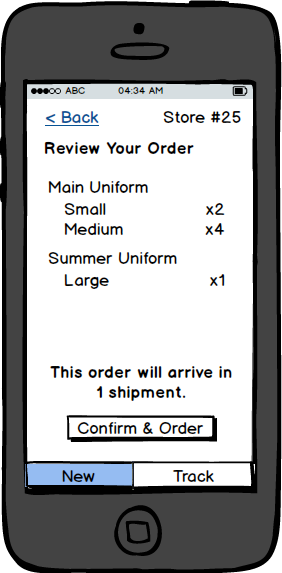 ABC 04:34 AM
< Back Store #25
Review Your Order
Main Uniform
Small x2
Medium x4
Summer Uniform
Large x1
This order will arrive in
1 shipment.
Confirm & Order
New Track